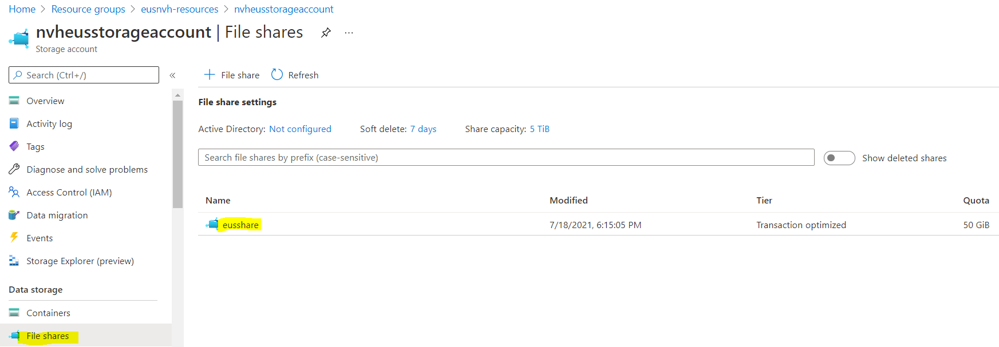 Home > Resource groups > eusnvh-resources > nvheusstorageaccount
nvheusstorageaccount | File shares ...
Storage account
Search (Ctrl+/) «
Overview
Activity log
Tags
Diagnose and solve problems
Access Control (IAM)
Data migration
Events
Storage Explorer (preview)
Data storage
Containers
File shares
+ File share Refresh
File share settings
Active Directory: Not configured Soft delete: 7 days Share capacity: 5 TiB
Search file shares by prefix (case-sensitive) Show deleted shares
Name Modified Tier Quota
eusshare 7/18/2021, 6:15:05 PM Transaction optimized 50 GiB